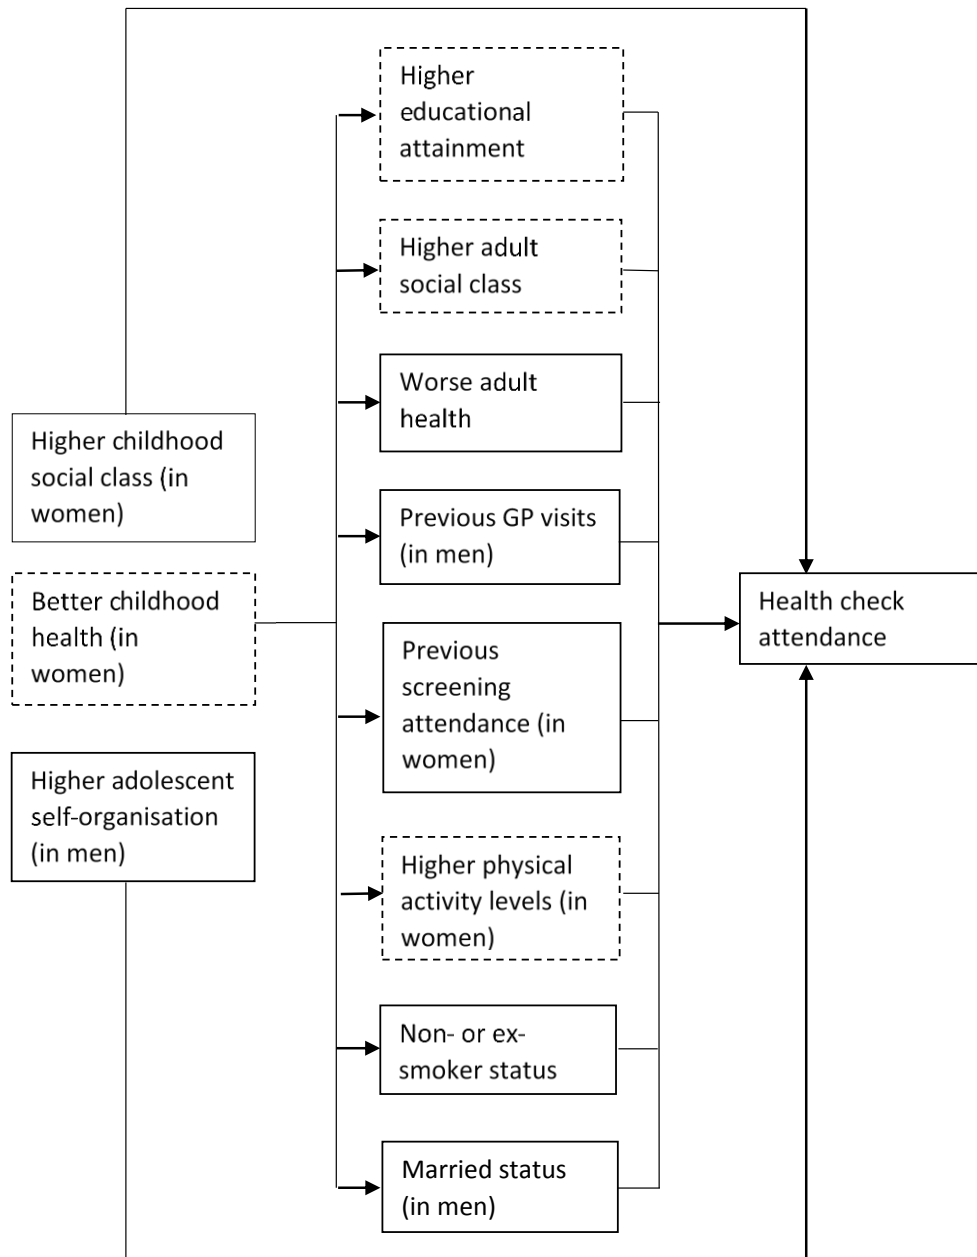 Higher childhood
social class (in
women)
Better childhood
health (in
women)
Higher adolescent
self-organisation
(in men)
Higher
educational
attainment
Higher adult
social class
Worse adult
health
Previous GP visits
(in men)
Previous
screening
attendance (in
women)
Higher physical
activity levels (in
women)
Non- or ex-
smoker status
Married status
(in men)
Health check
attendance